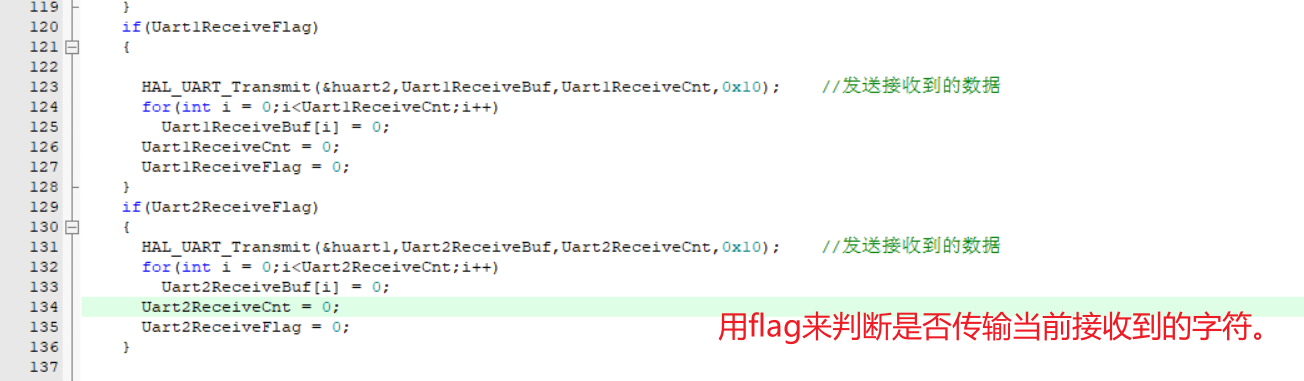 119 }
120 if(Uart1ReceiveFlag)
121 {
122
123 HAL_UART_Transmit(&huart2,Uart1ReceiveBuf,Uart1ReceiveCnt,0x10); //发送接收到的数据
124 for(int i = 0;i<Uart1ReceiveCnt;i++)
125 Uart1ReceiveBuf[i] = 0;
126 Uart1ReceiveCnt = 0;
127 Uart1ReceiveFlag = 0;
128 }
129 if(Uart2ReceiveFlag)
130 {
131 HAL_UART_Transmit(&huart1,Uart2ReceiveBuf,Uart2ReceiveCnt,0x10); //发送接收到的数据
132 for(int i = 0;i<Uart2ReceiveCnt;i++)
133 Uart2ReceiveBuf[i] = 0;
134 Uart2ReceiveCnt = 0;
135 Uart2ReceiveFlag = 0;
用flag来判断是否传输当前接收到的字符。
136 }
137